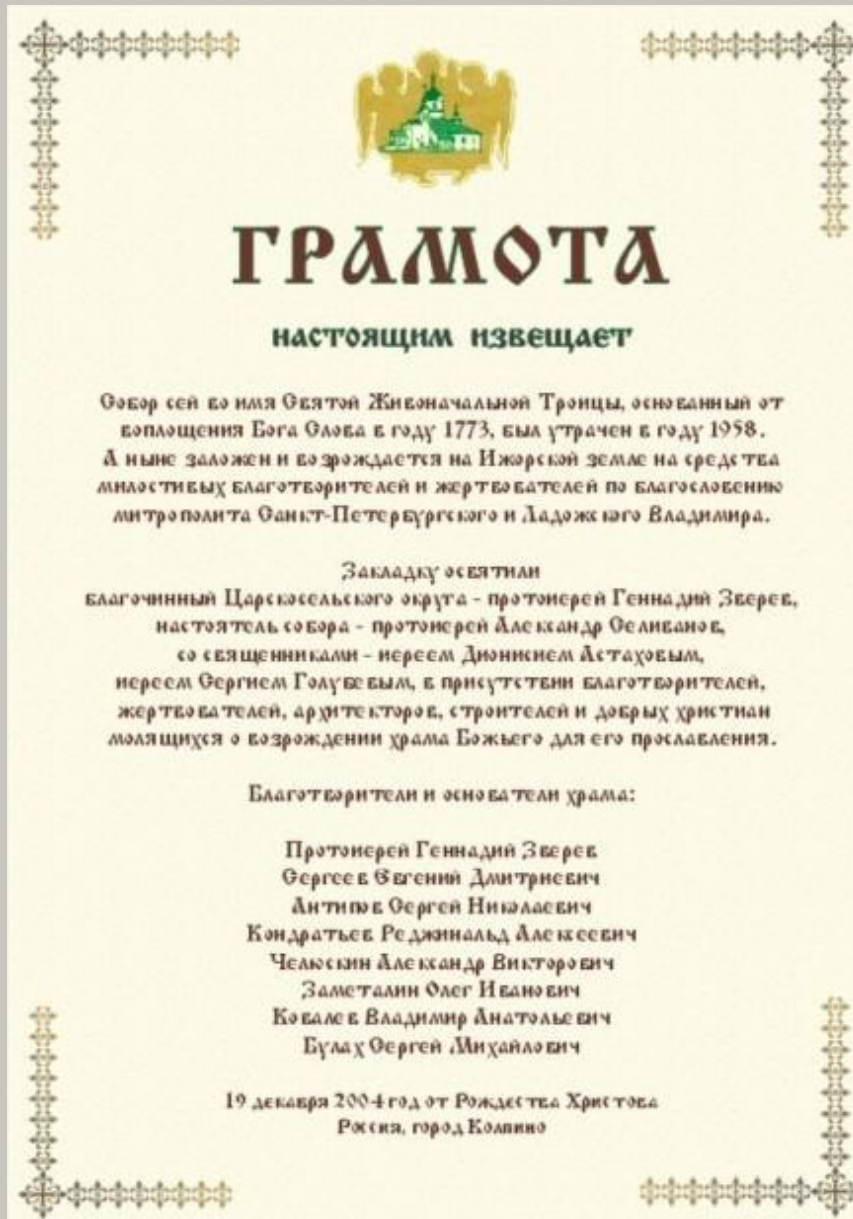 ГРАМОТА
НАСТОЯЩИМ ИЗВЕЩАЕТ
Собор сей во имя Святой Живоначальной Троицы, основанный от
воплощения Бога Слова в году 1773, был утрачен в году 1958.
А ныне заложен и возрождается на Ижорской земле на средства
милостивых благотворителей и жертвователей по благословению
митрополита Санкт-Петербургского и Ладожского Владимира.
Закладку освятили
благочинный Царскосельского округа - протоиерей Геннадий Зверев,
настоятель собора - протоиерей Александр Селиванов,
со священниками - иереем Дионисием Астаховым,
иереем Сергием Голубевым, в присутствии благотворителей,
жертвователей, архитекторов, строителей и добрых христиан
молящихся о возрождении храма Божьего для его прославления.
Благотворители и основатели храма:
Протоиерей Геннадий Зверев
Сергеев Евгений Дмитриевич
Антипов Сергей Николаевич
Кондратьев Реджинальд Алексеевич
Челюскин Александр Викторович
Заметалин Олег Иванович
Ковалев Владимир Анатольевич
Булах Сергей Михайлович
19 декабря 2004 год от Рождества Христова
Россия, город Колпино